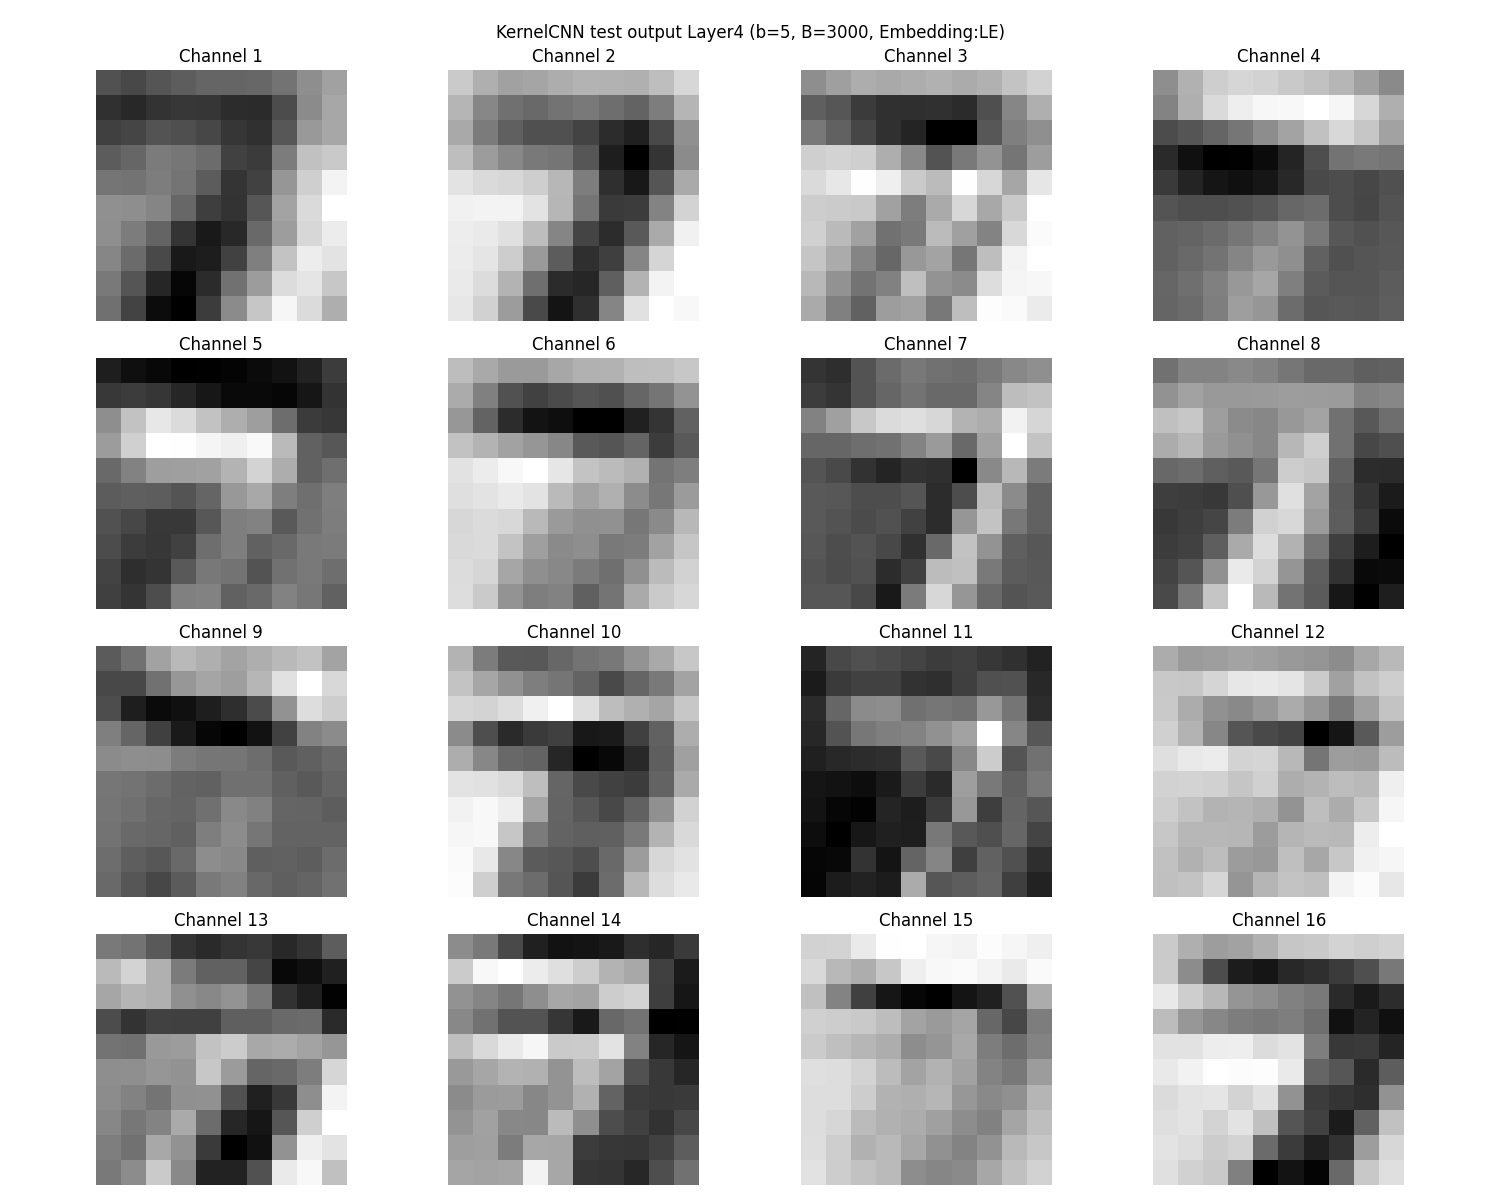 KernelCNN test output Layer4 (b=5, B=3000, Embedding:LE)
Channel 1 Channel 2 Channel 3 Channel 4
Channel 5 Channel 6 Channel 7 Channel 8
Channel 9 Channel 10 Channel 11 Channel 12
Channel 13 Channel 14 Channel 15 Channel 16